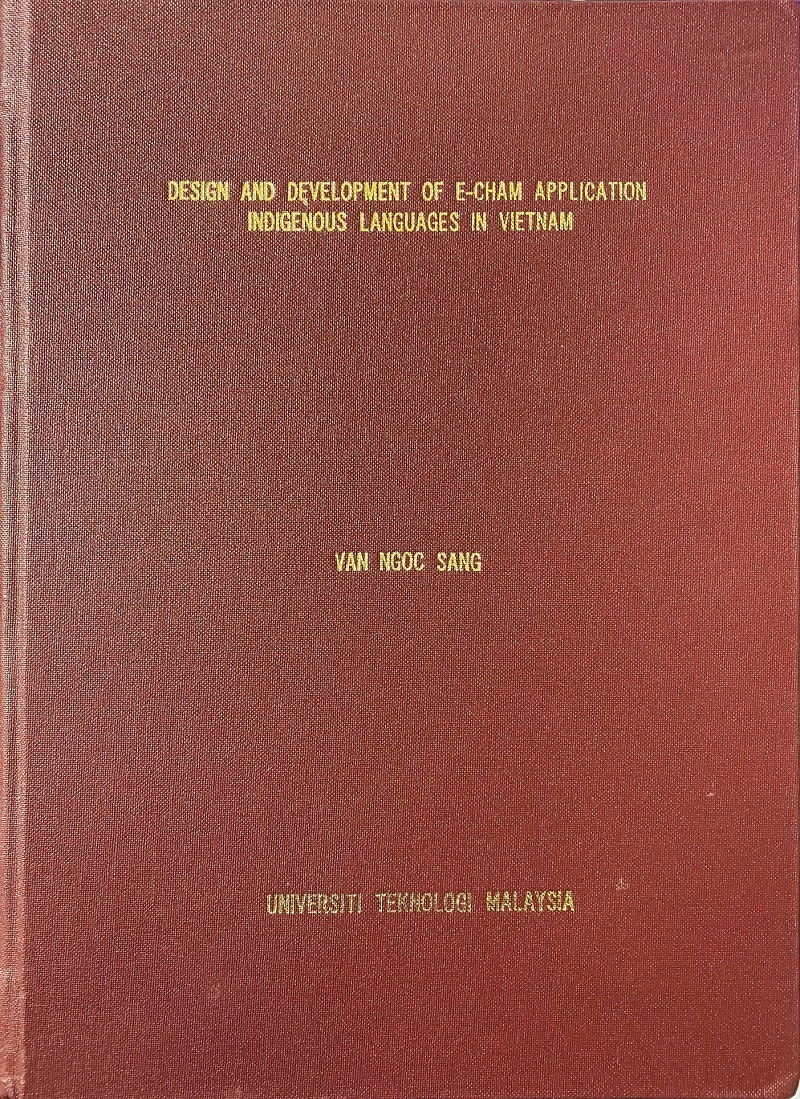 DESIGN AND DEVELOPMENT OF E-CHAM APPLICATION
INDIGENOUS LANGUAGES IN VIETNAM
VAN NGOC SANG
UNIVERSITI TEKNOLOGI MALAYSIA